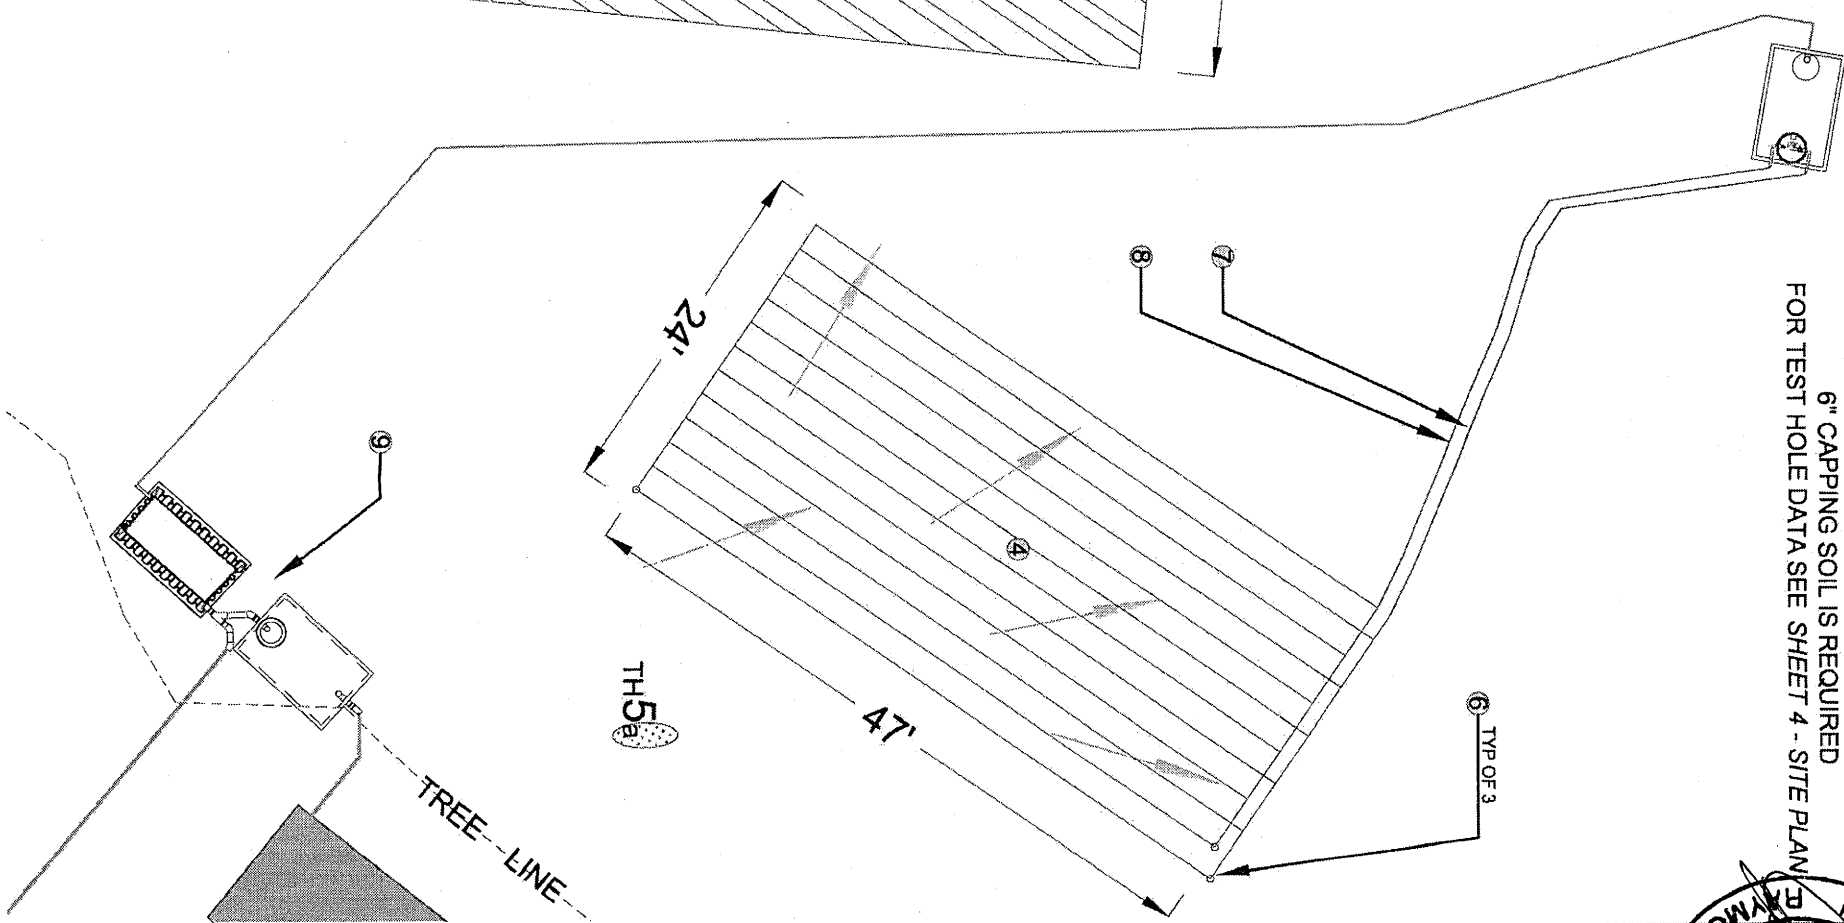 6" CAPPING SOIL IS REQUIRED
FOR TEST HOLE DATA SEE SHEET 4 - SITE PLAN
7
8
24'
9
4
6 TYP OF 3
47'
TH5a
TREE LINE